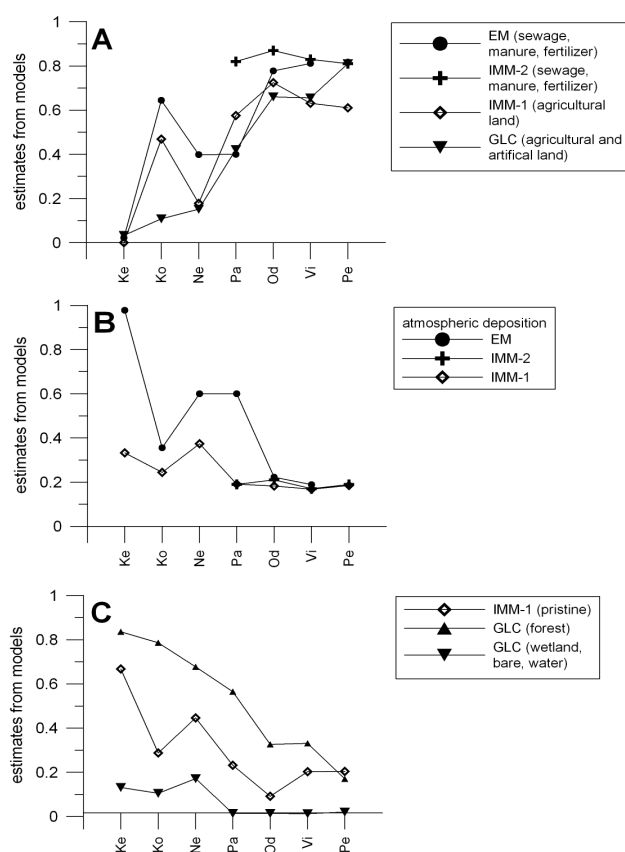 A
estimates from models
1
0.8
0.6
0.4
0.2
0
Ke
Ko
Ne
Pa
Od
Vi
Pe
EM (sewage,
manure, fertilizer)
IMM-2 (sewage,
manure, fertilizer)
IMM-1 (agricultural
land)
GLC (agricultural and
artifical land)
B
estimates from models
1
0.8
0.6
0.4
0.2
0
Ke
Ko
Ne
Pa
Od
Vi
Pe
atmospheric deposition
EM
IMM-2
IMM-1
C
estimates from models
1
0.8
0.6
0.4
0.2
0
Ke
Ko
Ne
Pa
Od
Vi
Pe
IMM-1 (pristine)
GLC (forest)
GLC (wetland,
bare, water)